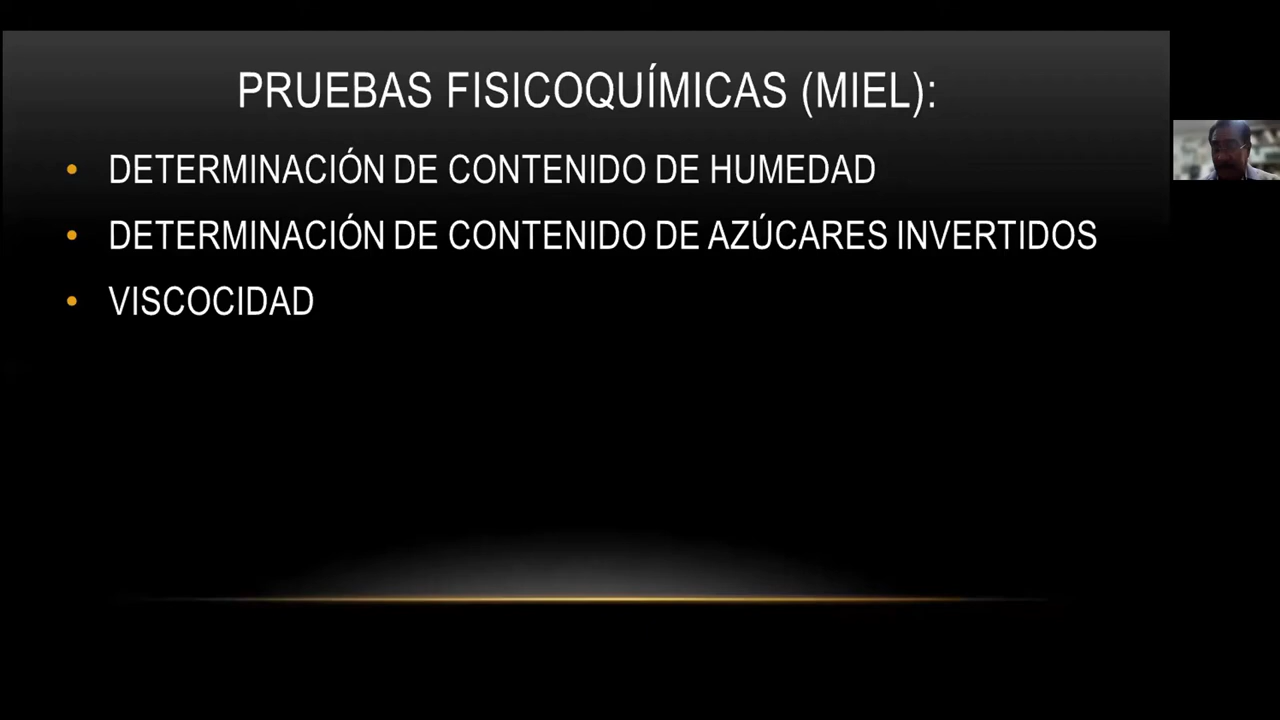 PRUEBAS FISICOQUÍMICAS (MIEL):
• DETERMINACIÓN DE CONTENIDO DE HUMEDAD
• DETERMINACIÓN DE CONTENIDO DE AZÚCARES INVERTIDOS
• VISCOCIDAD